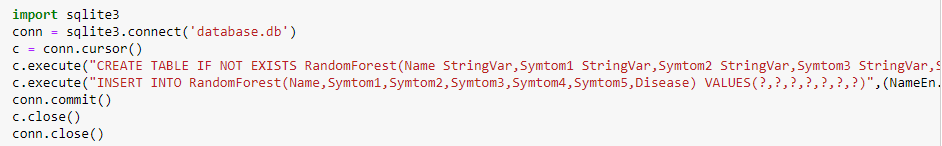 import sqlite3
conn = sqlite3.connect('database.db')
c = conn.cursor()
c.execute("CREATE TABLE IF NOT EXISTS RandomForest(Name StringVar,Symtom1 StringVar,Symtom2 StringVar,Symtom3 StringVar,S
c.execute("INSERT INTO RandomForest(Name,Symtom1,Symtom2,Symtom3,Symtom4,Symtom5,Disease) VALUES(?,?,?,?,?,?,?)",(NameEn.
conn.commit()
c.close()
conn.close()